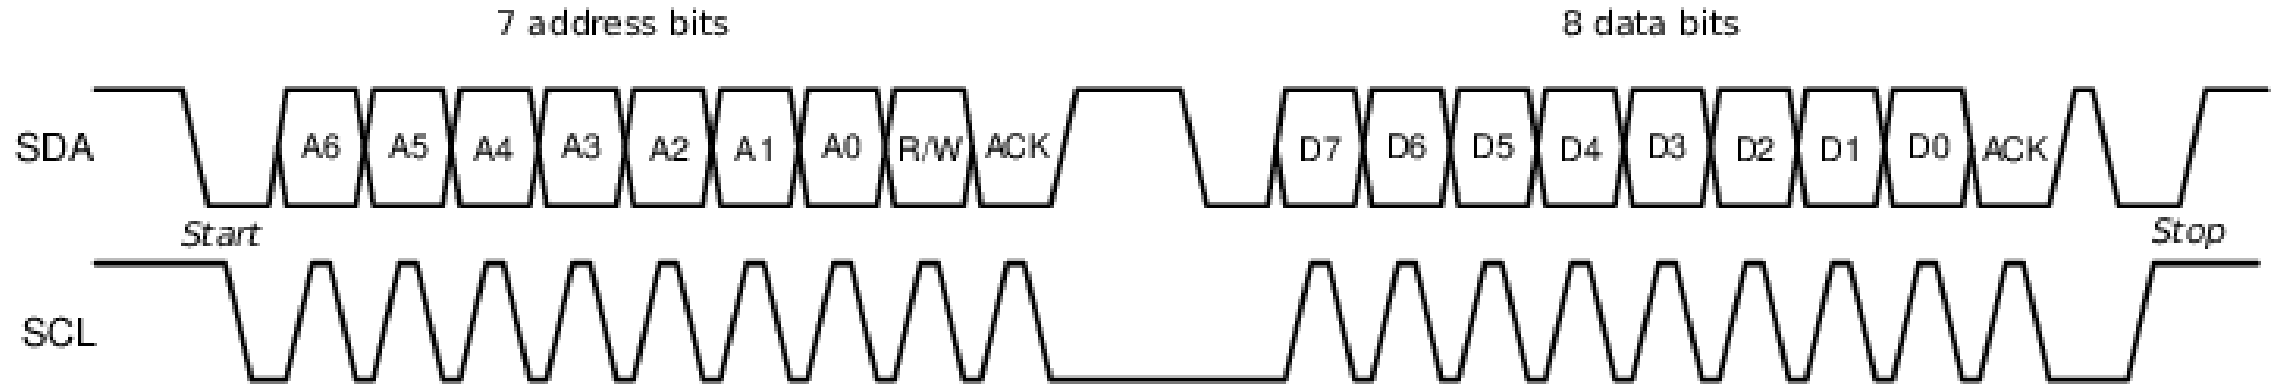 7 address bits 8 data bits
SDA A6 A5 A4 A3 A2 A1 A0 R/W ACK D7 D6 D5 D4 D3 D2 D1 D0 ACK
Start Stop
SCL